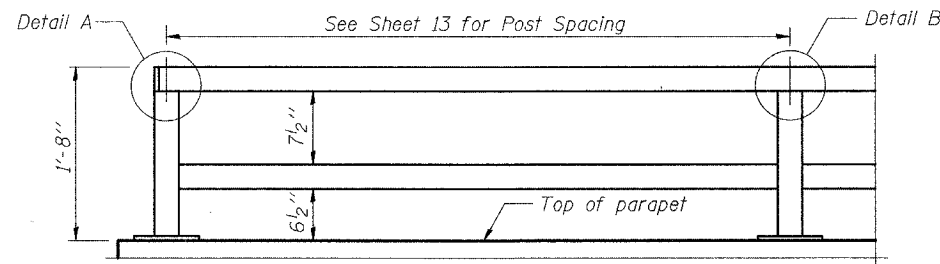 Detail A
See Sheet 13 for Post Spacing
Detail B
1'-8"
7½"
6½"
Top of parapet